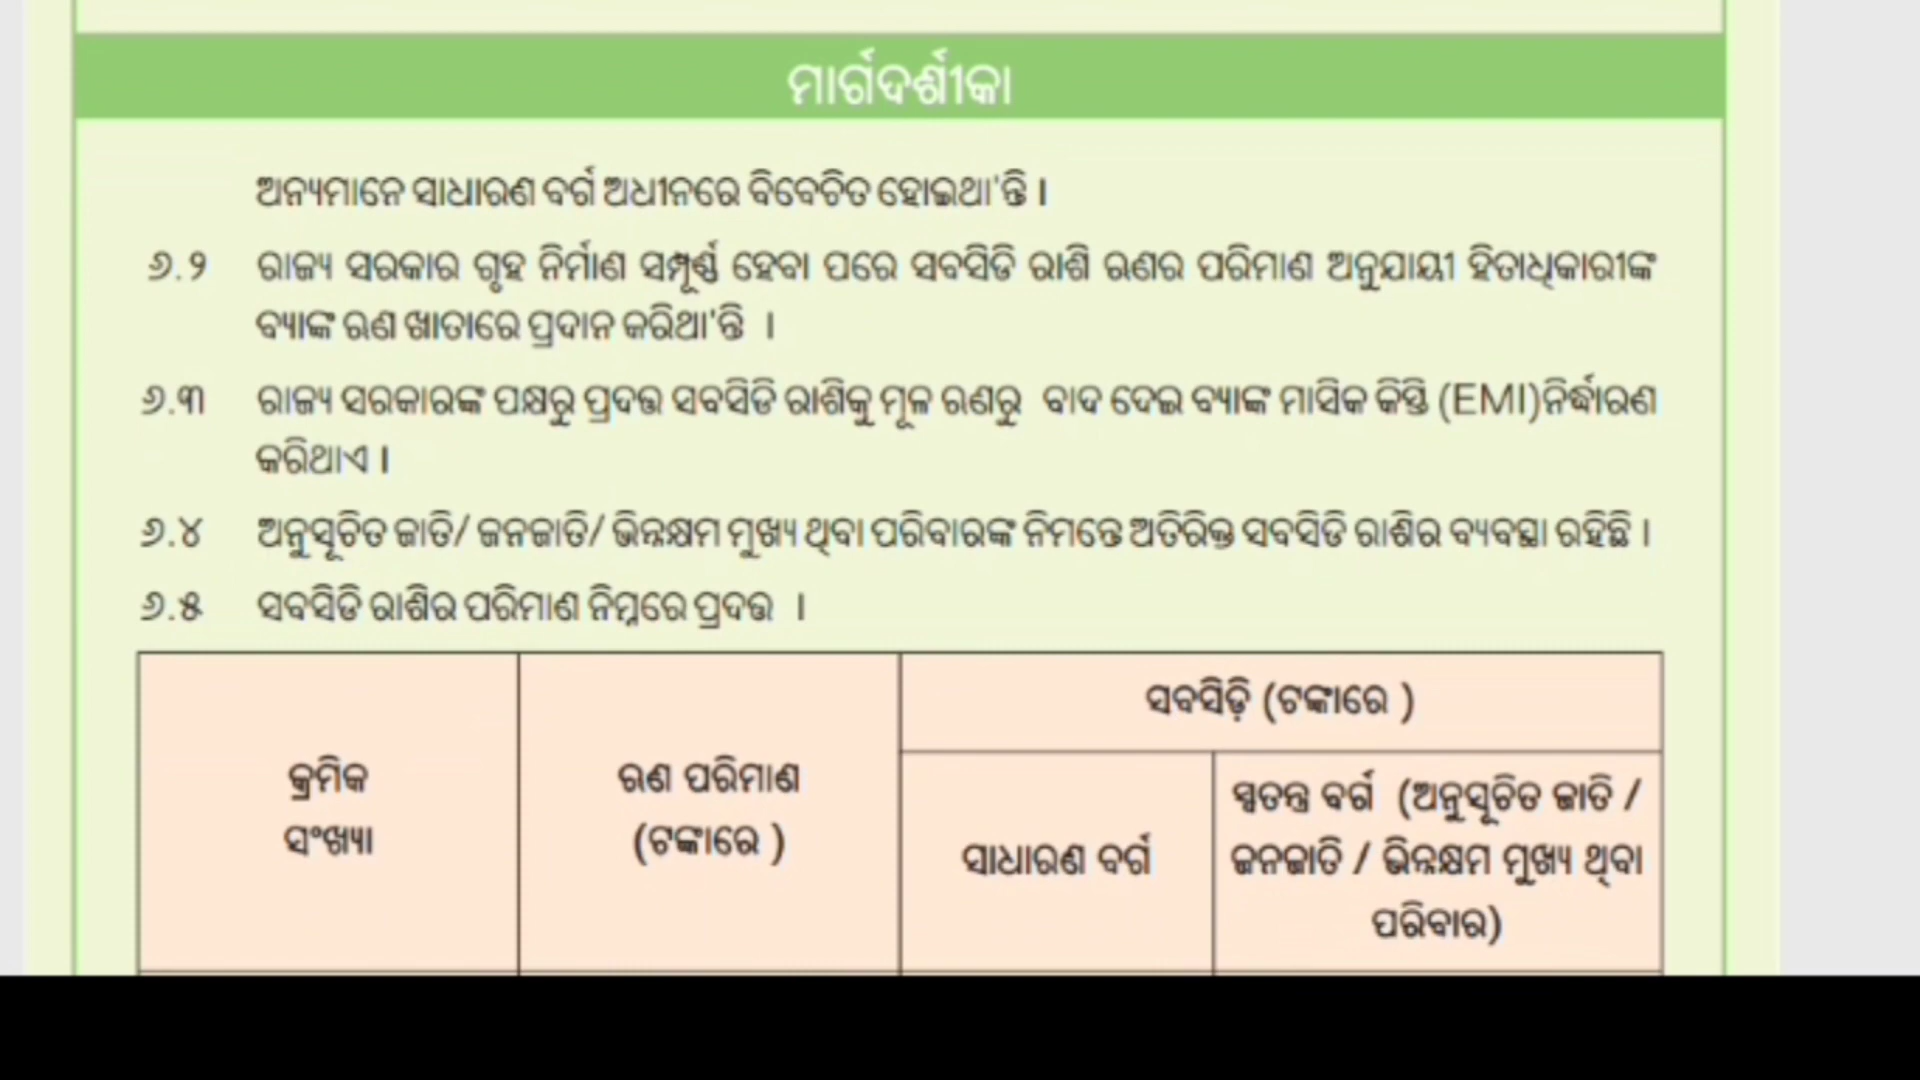 ମାର୍ଗଦର୍ଶୀକା
ଅନ୍ୟମାନେ ସାଧାରଣ ବର୍ଗ ଅଧୀନରେ ବିବେଚିତ ହୋଇଥା'ନ୍ତି ।
୬.୨ ରାଜ୍ୟ ସରକାର ଗୃହ ନିର୍ମାଣ ସମ୍ପୂର୍ଣ୍ଣ ହେବା ପରେ ସବସିଡି ରାଶି ଋଣର ପରିମାଣ ଅନୁଯାୟୀ ହିତାଧିକାରୀଙ୍କ
ବ୍ୟାଙ୍କ ଋଣ ଖାତାରେ ପ୍ରଦାନ କରିଥା'ନ୍ତି ।
୬.୩ ରାଜ୍ୟ ସରକାରଙ୍କ ପକ୍ଷରୁ ପ୍ରଦତ୍ତ ସବସିଡି ରାଶିକୁ ମୂଳ ଋଣରୁ ବାଦ ଦେଇ ବ୍ୟାଙ୍କ ମାସିକ କିସ୍ତି (EMI)ନିର୍ଦ୍ଧାରଣ
କରିଥାଏ ।
୬.୪ ଅନୁସୂଚିତ ଜାତି/ ଜନଜାତି/ ଭିନ୍ନକ୍ଷମ ମୁଖ୍ୟ ଥିବା ପରିବାରଙ୍କ ନିମନ୍ତେ ଅତିରିକ୍ତ ସବସିଡି ରାଶିର ବ୍ୟବସ୍ଥା ରହିଛି ।
୬.୫ ସବସିଡି ରାଶିର ପରିମାଣ ନିମ୍ନରେ ପ୍ରଦତ୍ତ ।
କ୍ରମିକ
ସଂଖ୍ୟା
ଋଣ ପରିମାଣ
(ଟଙ୍କାରେ )
ସବସିଡ଼ି (ଟଙ୍କାରେ )
ସାଧାରଣ ବର୍ଗ
ସ୍ୱତନ୍ତ୍ର ବର୍ଗ (ଅନୁସୂଚିତ ଜାତି /
ଜନଜାତି / ଭିନ୍ନକ୍ଷମ ମୁଖ୍ୟ ଥିବା
ପରିବାର)